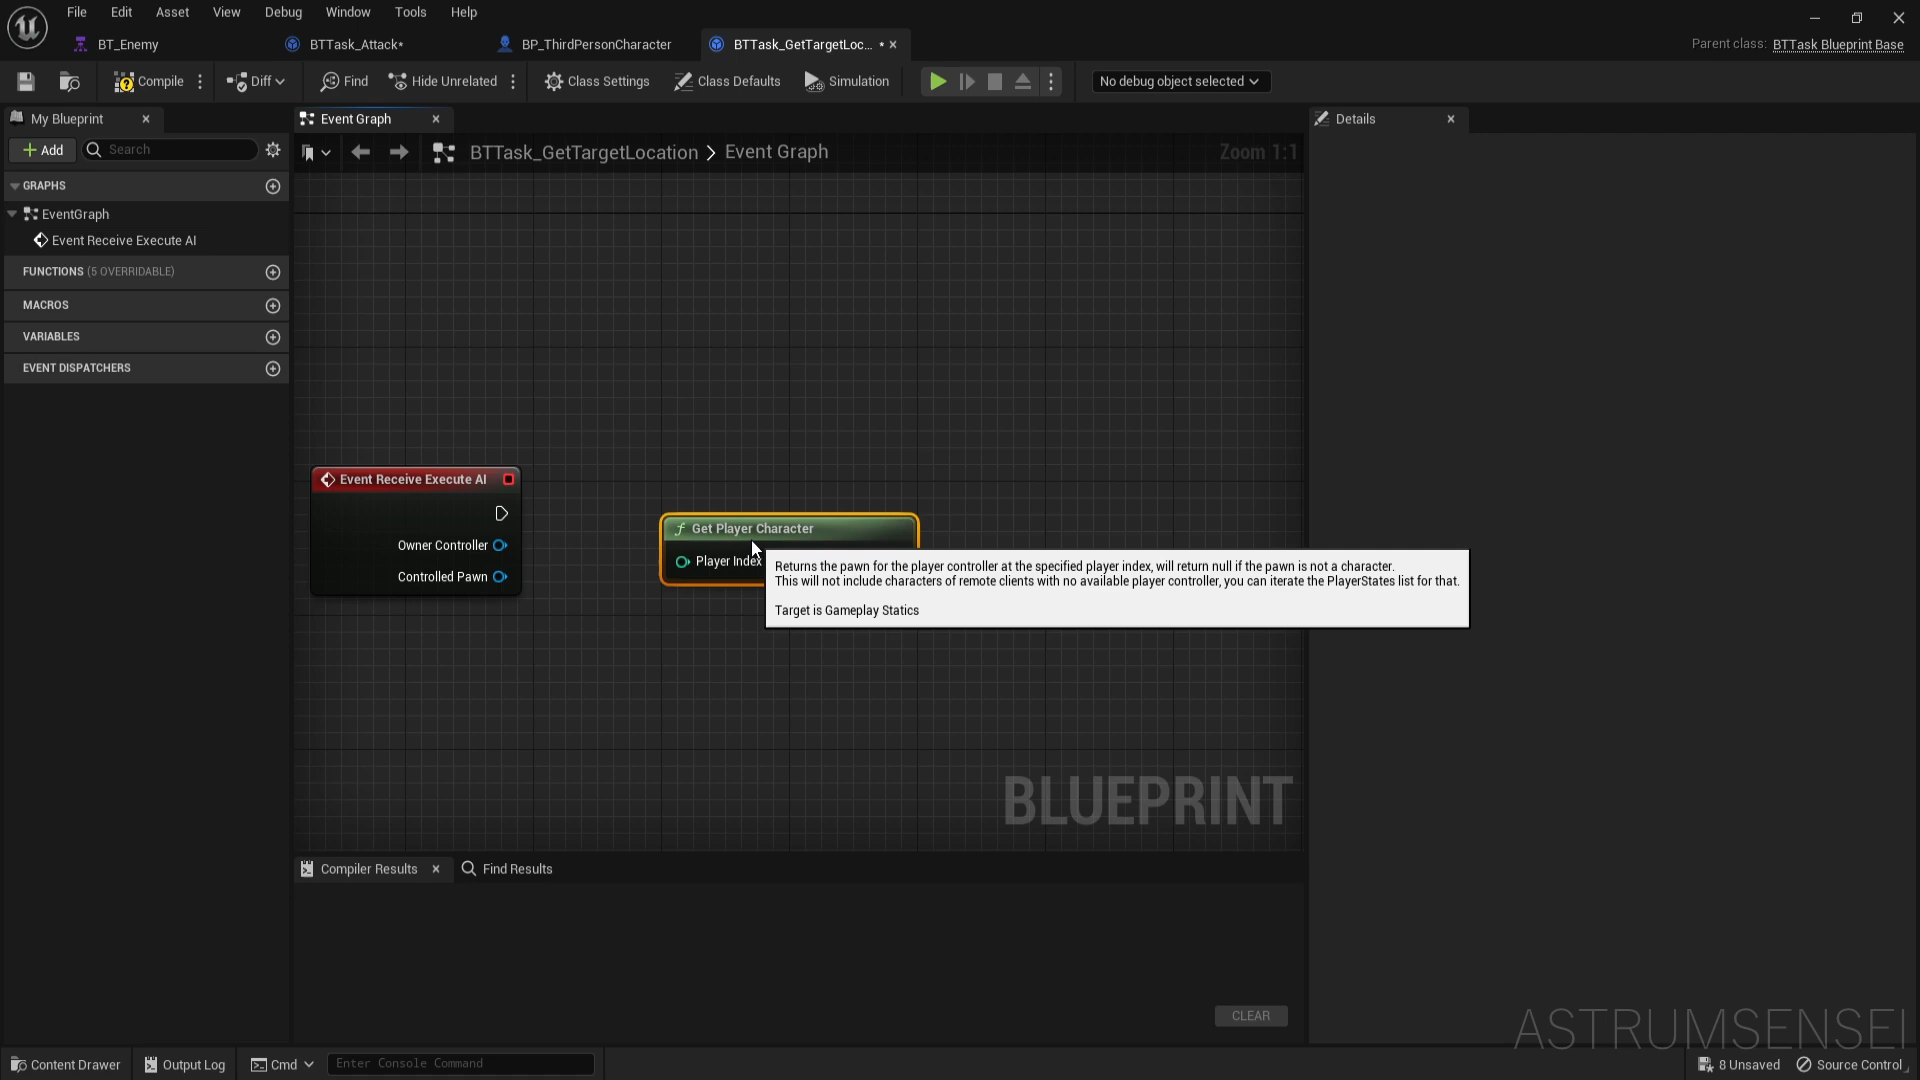 File Edit Asset View Debug Window Tools Help
BT_Enemy BTTask_Attack* BP_ThirdPersonCharacter BTTask_GetTargetLoc... * Parent class: BTTask Blueprint Base
Compile Diff Find Hide Unrelated Class Settings Class Defaults Simulation No debug object selected
My Blueprint Event Graph Details
Add Search BTTask_GetTargetLocation > Event Graph Zoom 1:1
GRAPHS
EventGraph
Event Receive Execute AI
FUNCTIONS (5 OVERRIDABLE)
MACROS
VARIABLES
EVENT DISPATCHERS
Event Receive Execute AI
Owner Controller
Controlled Pawn
Get Player Character
Player Index
Returns the pawn for the player controller at the specified player index, will return null if the pawn is not a character.
This will not include characters of remote clients with no available player controller, you can iterate the PlayerStates list for that.
Target is Gameplay Statics
BLUEPRINT
Compiler Results Find Results
CLEAR
ASTRUMSENSEI
Content Drawer Output Log Cmd Enter Console Command 8 Unsaved Source Control